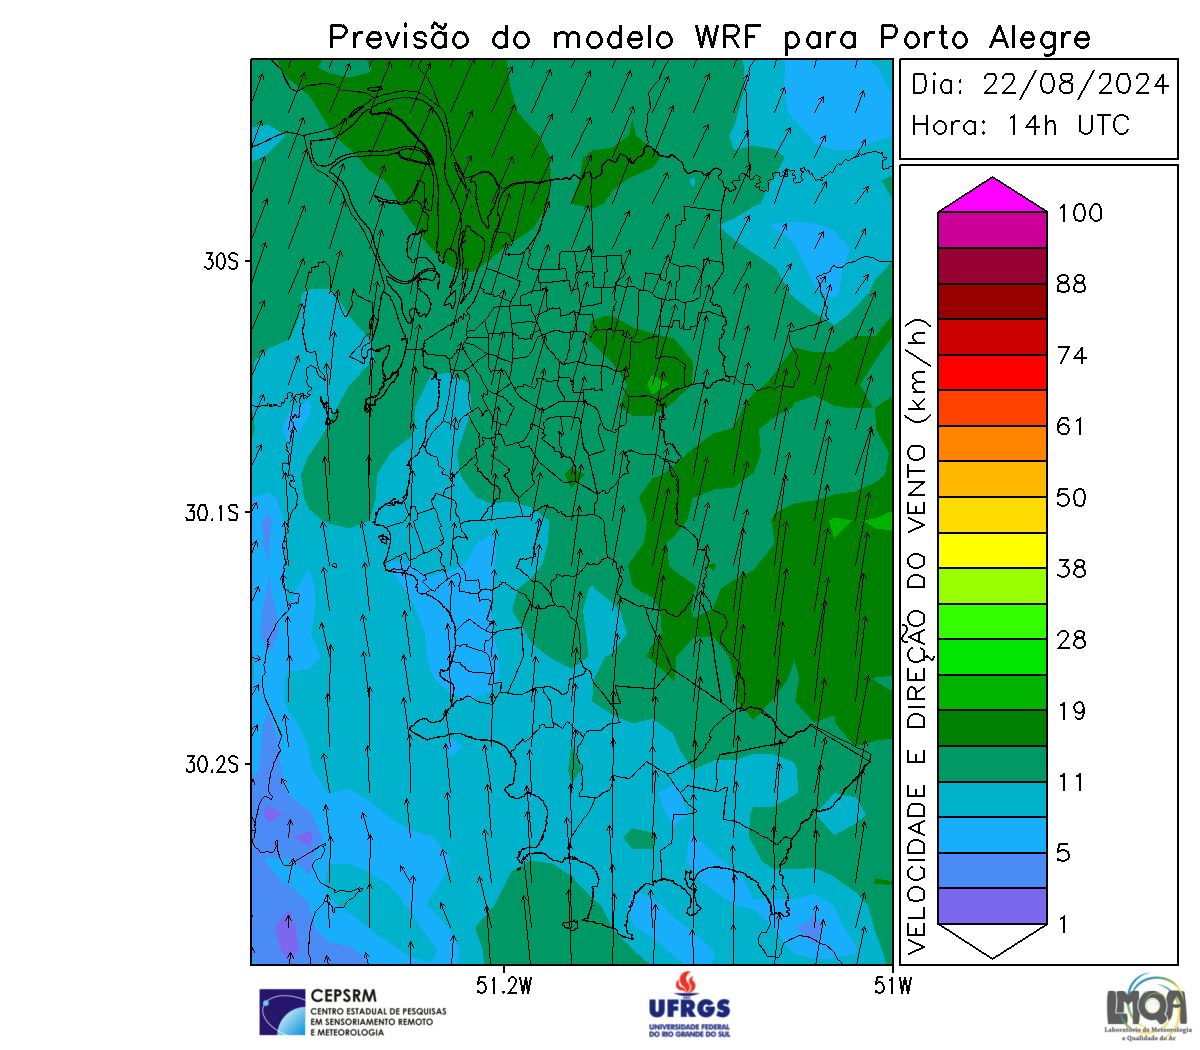 Previsão do modelo WRF para Porto Alegre
Dia: 22/08/2024
Hora: 14h UTC
100
88
74
61
50
38
28
19
11
5
1
VELOCIDADE E DIREÇÃO DO VENTO (km/h)
30S
30.1S
30.2S
51.2W
51W
CEPSRM
CENTRO ESTADUAL DE PESQUISAS
EM SENSORIAMENTO REMOTO
E METEOROLOGIA
UFRGS
UNIVERSIDADE FEDERAL
DO RIO GRANDE DO SUL
LMQA
Laboratório de Meteorologia
e Qualidade do Ar